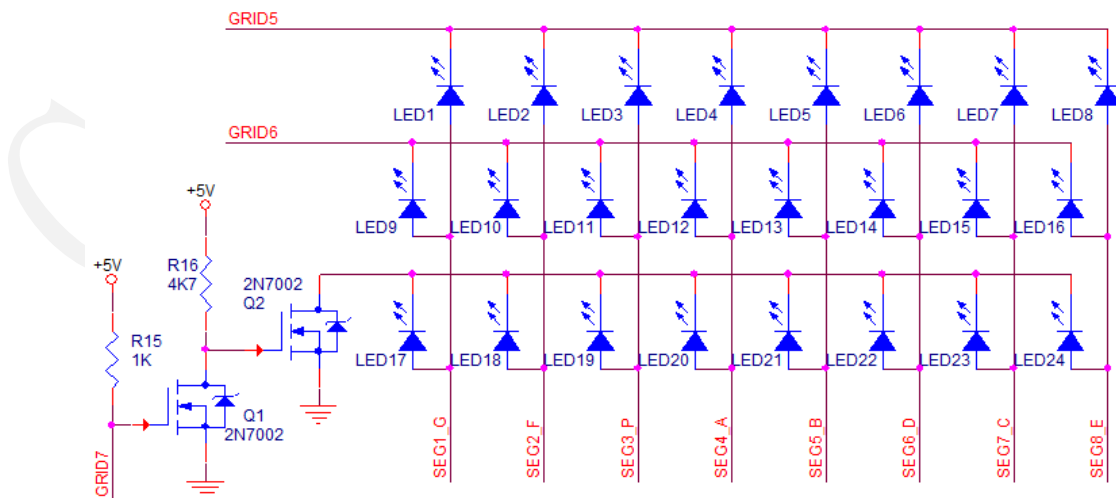 GRID5
LED1 LED2 LED3 LED4 LED5 LED6 LED7 LED8
GRID6
+5V
LED9 LED10 LED11 LED12 LED13 LED14 LED15 LED16
+5V
R16
4K7
2N7002
Q2
R15
1K
LED17 LED18 LED19 LED20 LED21 LED22 LED23 LED24
Q1
2N7002
GRID7
SEG1_G
SEG2_F
SEG3_P
SEG4_A
SEG5_B
SEG6_D
SEG7_C
SEG8_E